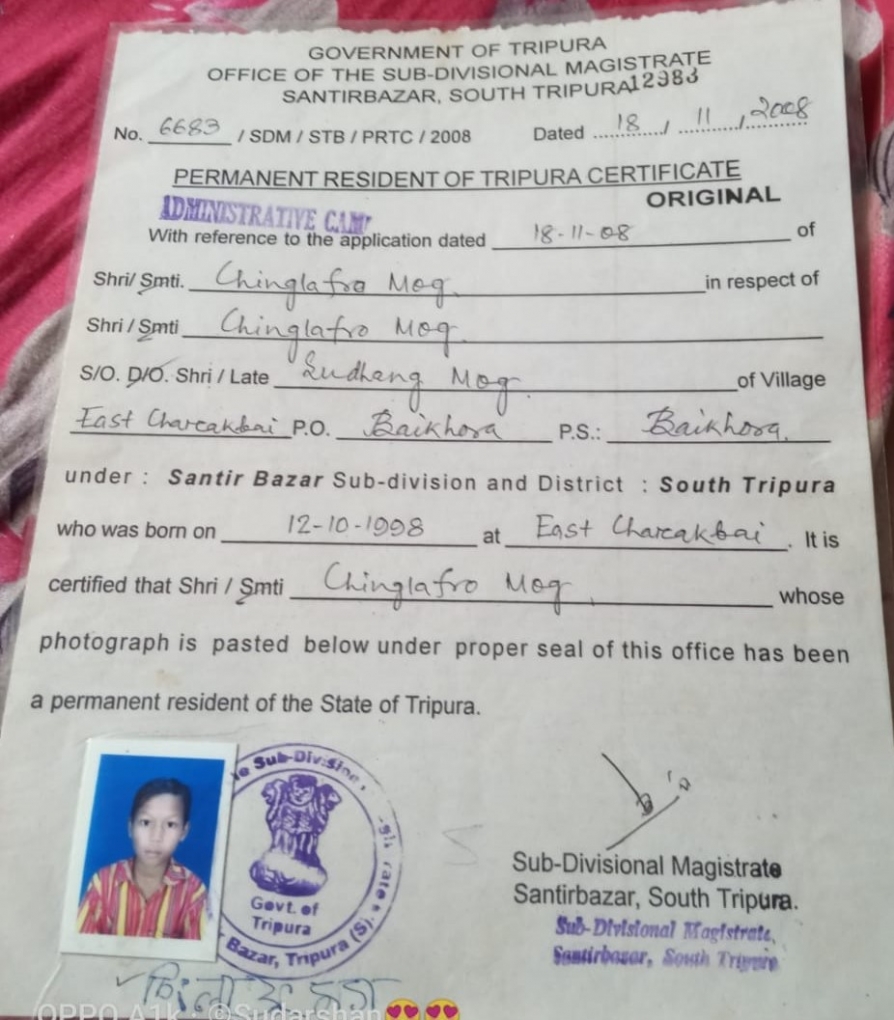 GOVERNMENT OF TRIPURA
OFFICE OF THE SUB-DIVISIONAL MAGISTRATE
SANTIRBAZAR, SOUTH TRIPURA 12983
No. 6683 / SDM / STB / PRTC / 2008 Dated 18 / 11 / 2008
PERMANENT RESIDENT OF TRIPURA CERTIFICATE
ORIGINAL
ADMINISTRATIVE CAMP
With reference to the application dated 18-11-08 of
Shri/ Smti. Chinglafro Mog in respect of
Shri / Smti Chinglafro Mog.
S/O. D/O. Shri / Late Mog. of Village
East Charcakbai P.O. Baikhora P.S.: Baikhora.
under : Santir Bazar Sub-division and District : South Tripura
who was born on 12-10-1998 at East Charcakbai. It is
certified that Shri / Smti Chinglafro Mog whose
photograph is pasted below under proper seal of this office has been
a permanent resident of the State of Tripura.
Sub-Divisional
Govt. of
Tripura
Bazar, Tripura (S).
Sub-Divisional Magistrate
Santirbazar, South Tripura.
Sub-Divisional Magistrate,
Santirbazar, South Tripura
OPPO A1k · ©Sudarshan😍😍